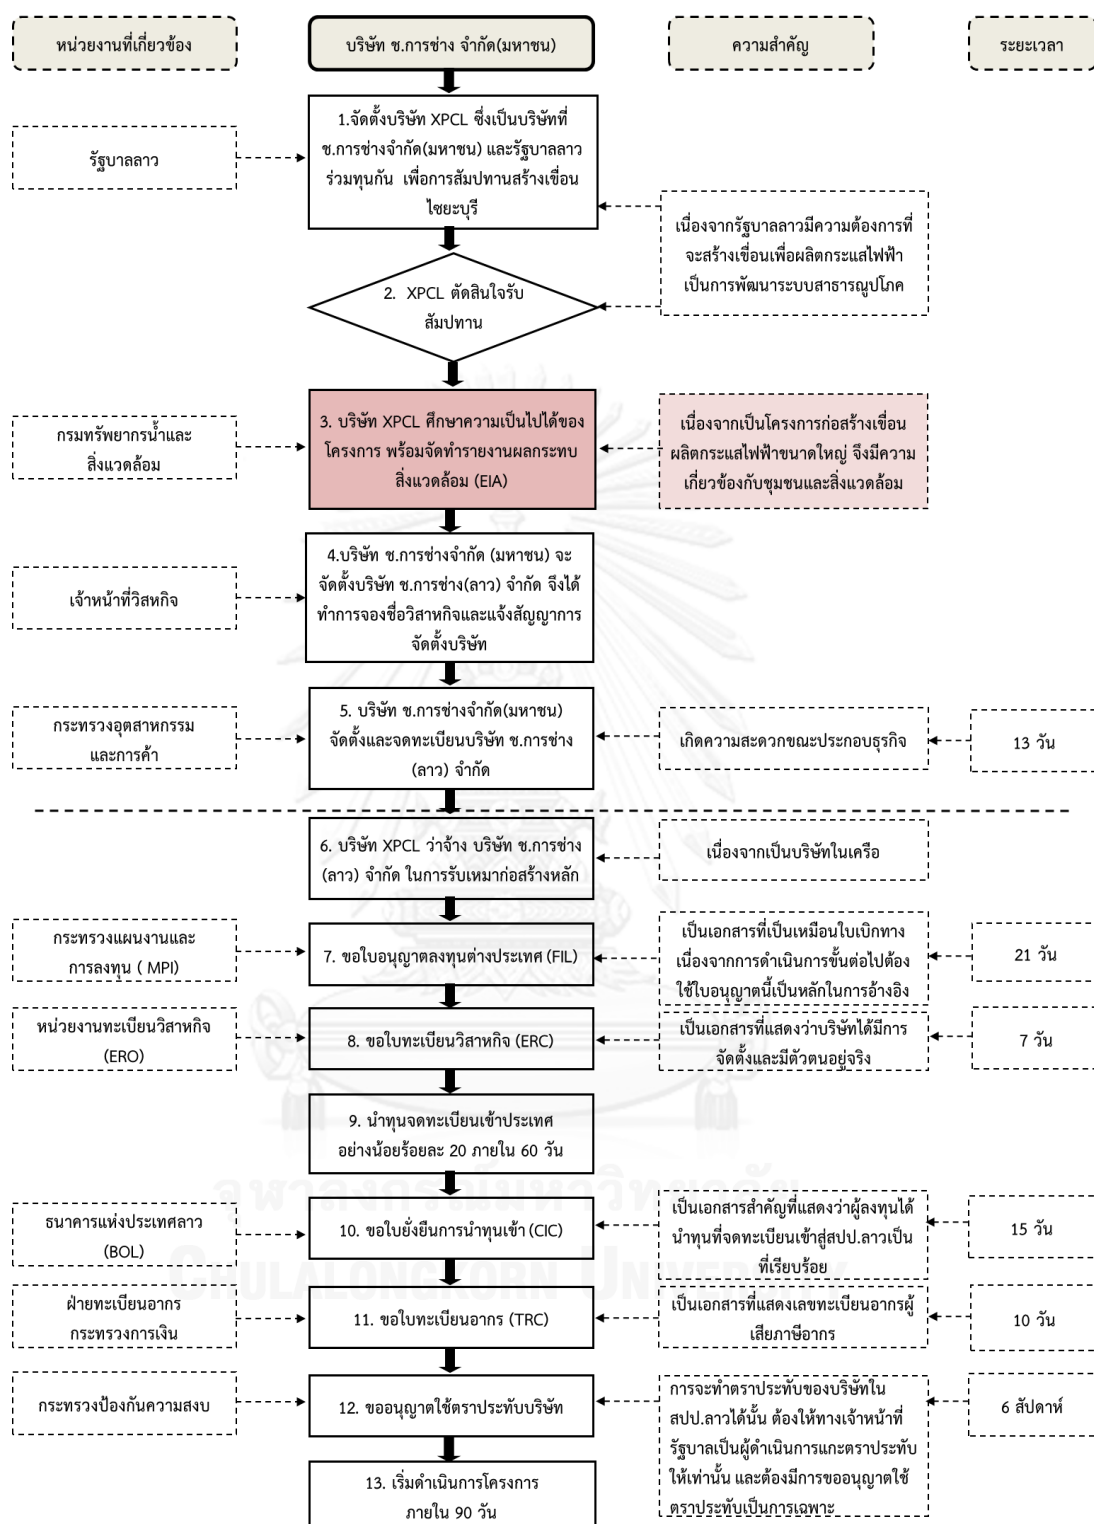 หน่วยงานที่เกี่ยวข้อง
บริษัท ช.การช่าง จำกัด(มหาชน)
ความสำคัญ
ระยะเวลา
รัฐบาลลาว
1.จัดตั้งบริษัท XPCL ซึ่งเป็นบริษัทที่
ช.การช่างจำกัด(มหาชน) และรัฐบาลลาว
ร่วมทุนกัน เพื่อการสัมปทานสร้างเขื่อน
ไซยะบุรี
เนื่องจากรัฐบาลลาวมีความต้องการที่
จะสร้างเขื่อนเพื่อผลิตกระแสไฟฟ้า
เป็นการพัฒนาระบบสาธารณูปโภค
2. XPCL ตัดสินใจรับ
สัมปทาน
กรมทรัพยากรน้ำและ
สิ่งแวดล้อม
3. บริษัท XPCL ศึกษาความเป็นไปได้ของ
โครงการ พร้อมจัดทำรายงานผลกระทบ
สิ่งแวดล้อม (EIA)
เนื่องจากเป็นโครงการก่อสร้างเขื่อน
ผลิตกระแสไฟฟ้าขนาดใหญ่ จึงมีความ
เกี่ยวข้องกับชุมชนและสิ่งแวดล้อม
เจ้าหน้าที่วิสหกิจ
4.บริษัท ช.การช่างจำกัด (มหาชน) จะ
จัดตั้งบริษัท ช.การช่าง(ลาว) จำกัด จึงได้
ทำการจองชื่อวิสาหกิจและแจ้งสัญญาการ
จัดตั้งบริษัท
กระทรวงอุตสาหกรรม
และการค้า
5. บริษัท ช.การช่างจำกัด(มหาชน)
จัดตั้งและจดทะเบียนบริษัท ช.การช่าง
(ลาว) จำกัด
เกิดความสะดวกขณะประกอบธุรกิจ
13 วัน
6. บริษัท XPCL ว่าจ้าง บริษัท ช.การช่าง
(ลาว) จำกัด ในการรับเหมาก่อสร้างหลัก
เนื่องจากเป็นบริษัทในเครือ
กระทรวงแผนงานและ
การลงทุน ( MPI)
7. ขอใบอนุญาตลงทุนต่างประเทศ (FIL)
เป็นเอกสารที่เป็นเหมือนใบเบิกทาง
เนื่องจากการดำเนินการขั้นต่อไปต้อง
ใช้ใบอนุญาตนี้เป็นหลักในการอ้างอิง
21 วัน
หน่วยงานทะเบียนวิสาหกิจ
(ERO)
8. ขอใบทะเบียนวิสาหกิจ (ERC)
เป็นเอกสารที่แสดงว่าบริษัทได้มีการ
จัดตั้งและมีตัวตนอยู่จริง
7 วัน
9. นำทุนจดทะเบียนเข้าประเทศ
อย่างน้อยร้อยละ 20 ภายใน 60 วัน
จุฬาลงกรณ์มหาวิทยาลัย
CHULALONGKORN UNIVERSITY
ธนาคารแห่งประเทศลาว
(BOL)
10. ขอใบยั่งยืนการนำทุนเข้า (CIC)
เป็นเอกสารสำคัญที่แสดงว่าผู้ลงทุนได้
นำทุนที่จดทะเบียนเข้าสู่สปป.ลาวเป็น
ที่เรียบร้อย
15 วัน
ฝ่ายทะเบียนอากร
กระทรวงการเงิน
11. ขอใบทะเบียนอากร (TRC)
เป็นเอกสารที่แสดงเลขทะเบียนอากรผู้
เสียภาษีอากร
10 วัน
กระทรวงป้องกันความสงบ
12. ขออนุญาตใช้ตราประทับบริษัท
การจะทำตราประทับของบริษัทใน
สปป.ลาวได้นั้น ต้องให้ทางเจ้าหน้าที่
รัฐบาลเป็นผู้ดำเนินการแกะตราประทับ
ให้เท่านั้น และต้องมีการขออนุญาตใช้
ตราประทับเป็นการเฉพาะ
6 สัปดาห์
13. เริ่มดำเนินการโครงการ
ภายใน 90 วัน